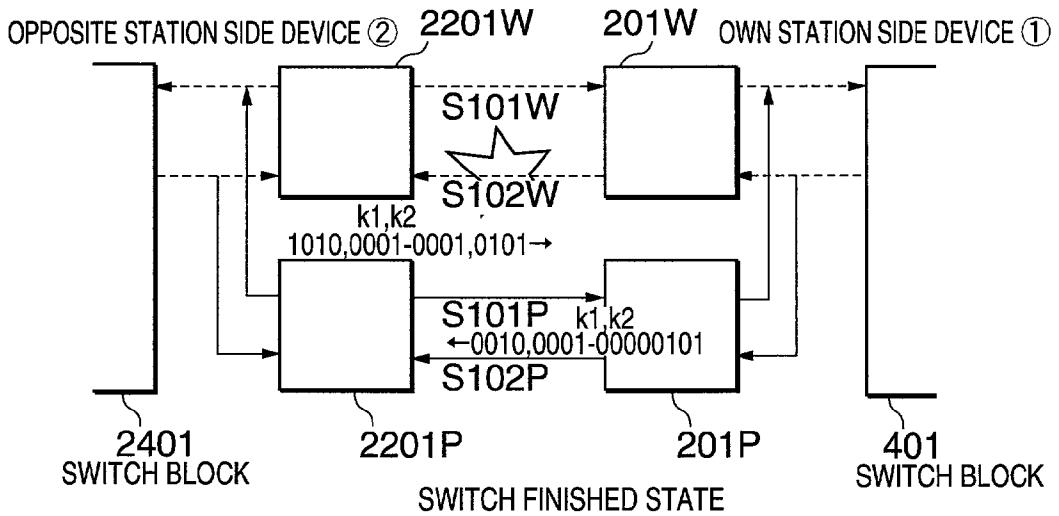 2201W 201W
OPPOSITE STATION SIDE DEVICE ② OWN STATION SIDE DEVICE ①
S101W
S102W
k1,k2
1010,0001-0001,0101→
S101P k1,k2
←0010,0001-00000101
S102P
2401 2201P 201P 401
SWITCH BLOCK SWITCH BLOCK
SWITCH FINISHED STATE